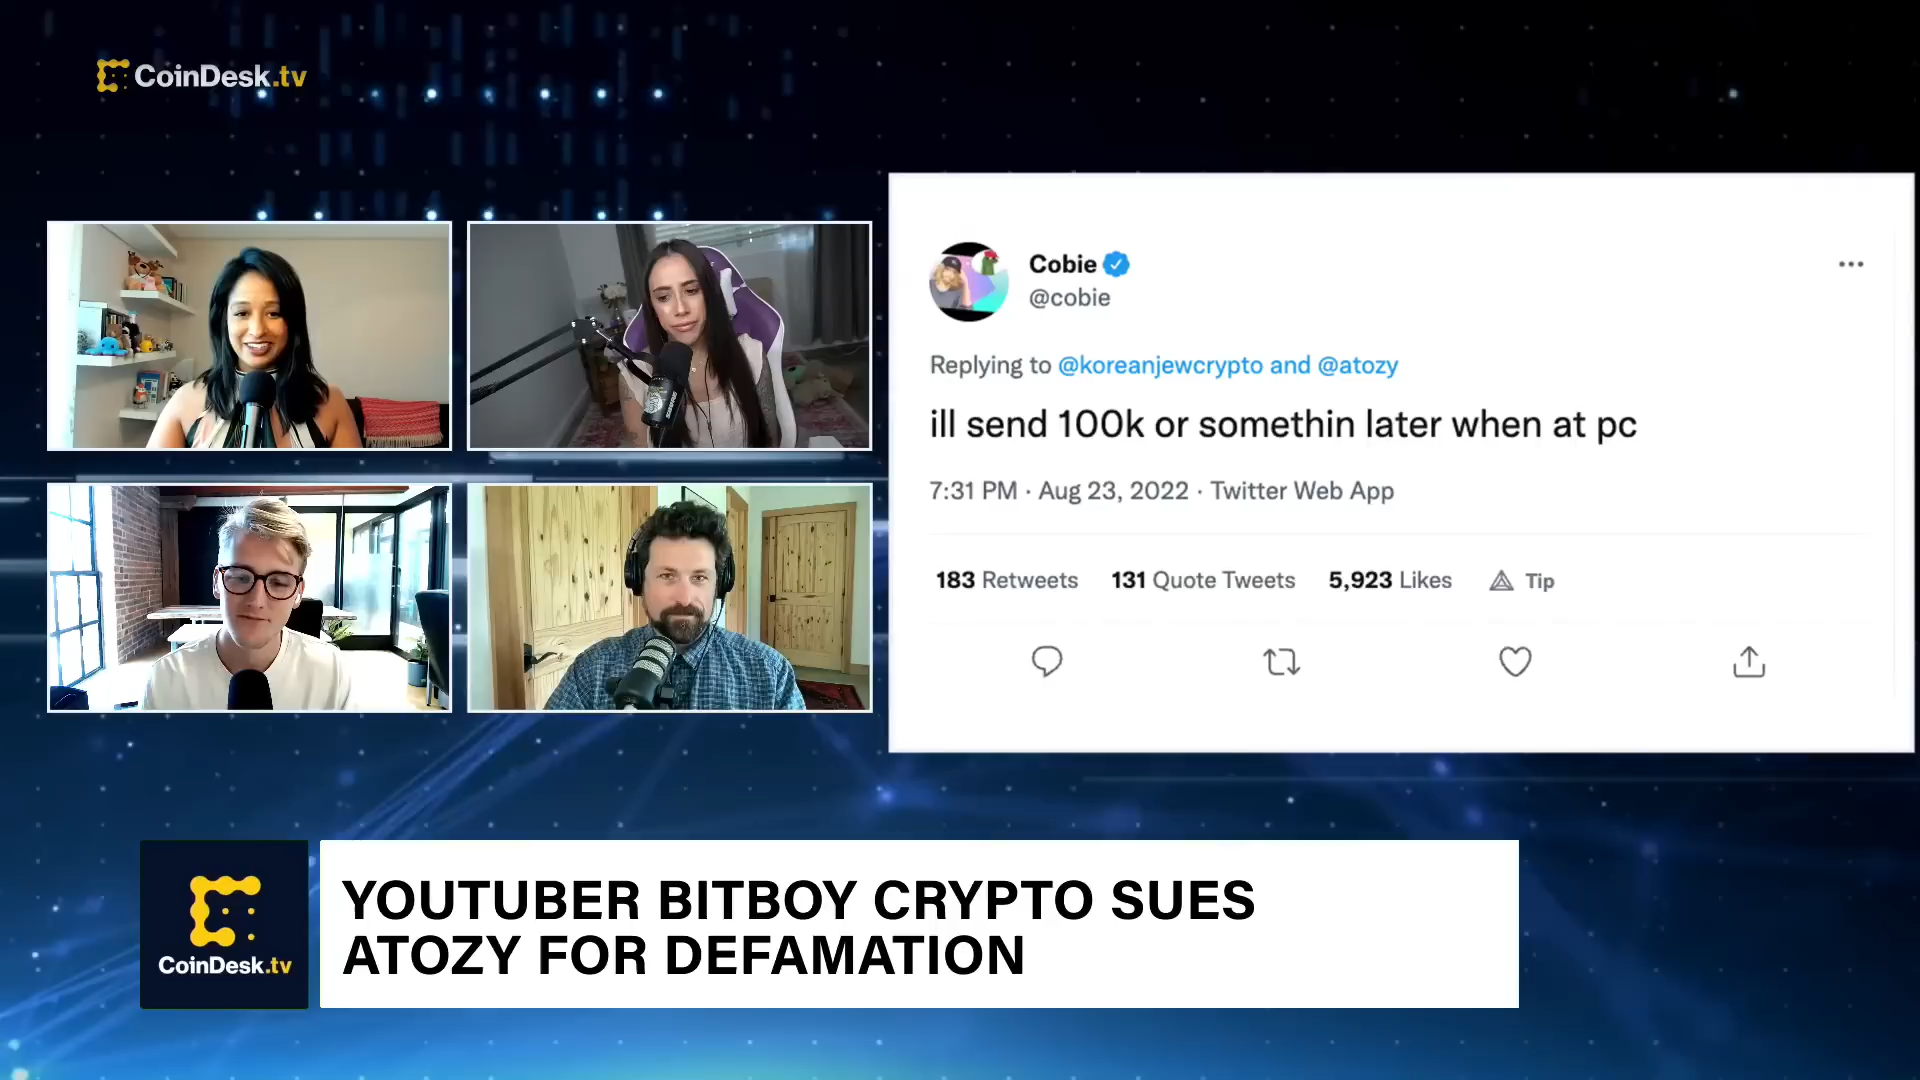 CoinDesk.tv
Cobie
@cobie
Replying to @koreanjewcrypto and @atozy
ill send 100k or somethin later when at pc
7:31 PM · Aug 23, 2022 · Twitter Web App
183 Retweets 131 Quote Tweets 5,923 Likes Tip
YOUTUBER BITBOY CRYPTO SUES
ATOZY FOR DEFAMATION
CoinDesk.tv